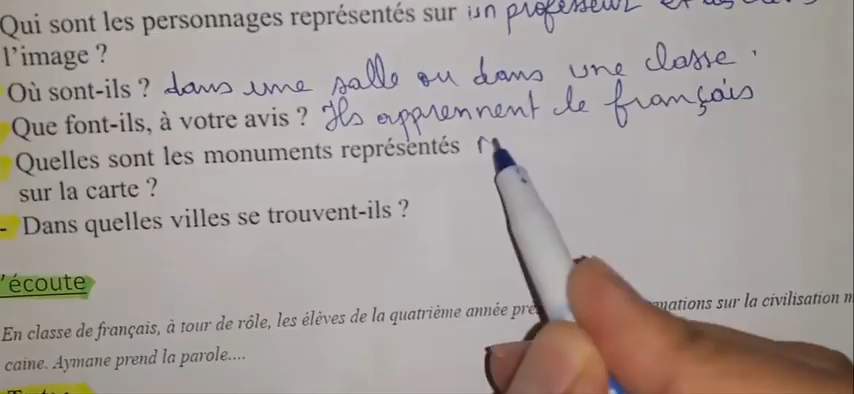 Qui sont les personnages représentés sur un professeur et
l'image ?
Où sont-ils ? dans une salle ou dans une classe.
Que font-ils, à votre avis ? Ils apprennent le français
Quelles sont les monuments représentés
sur la carte ?
- Dans quelles villes se trouvent-ils ?
'écoute
En classe de français, à tour de rôle, les élèves de la quatrième année pré mations sur la civilisation m
caine. Aymane prend la parole....